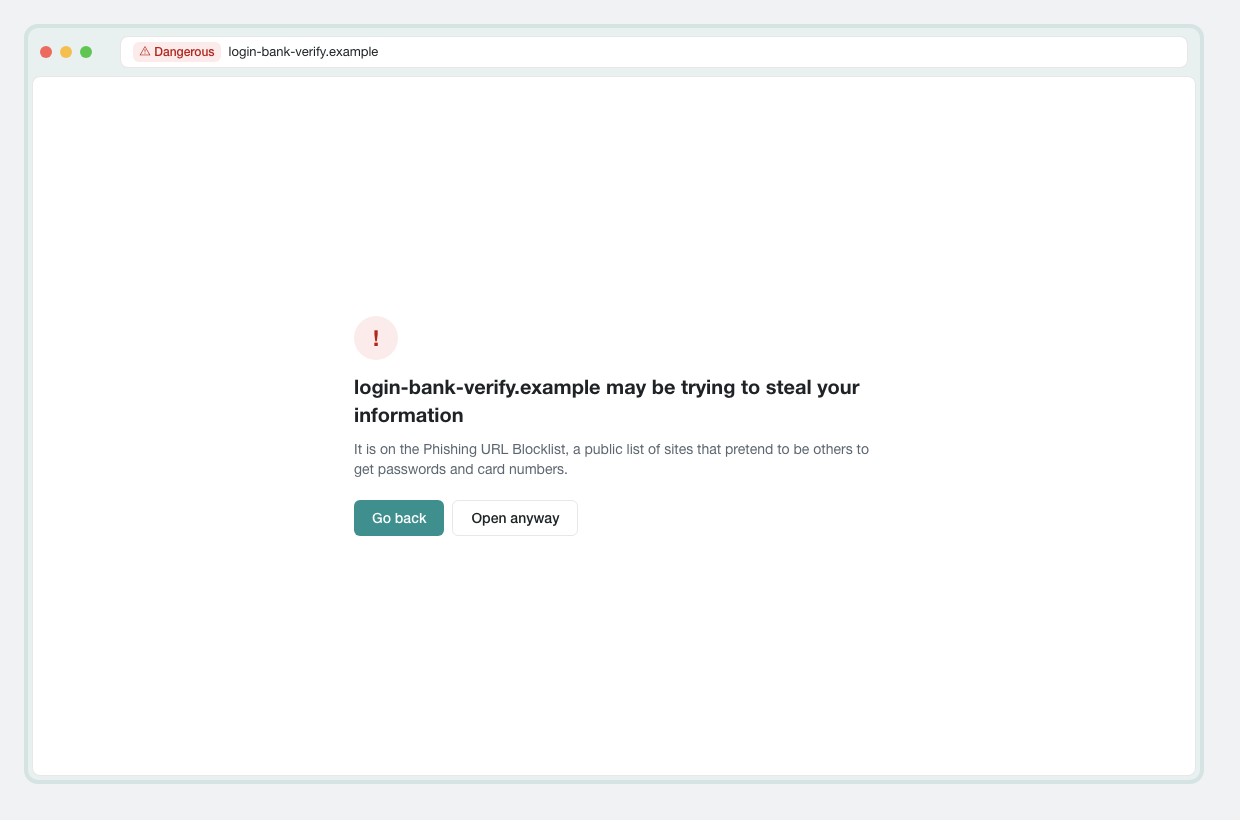 Dangerous login-bank-verify.example
!
login-bank-verify.example may be trying to steal your
information
It is on the Phishing URL Blocklist, a public list of sites that pretend to be others to
get passwords and card numbers.
Go back Open anyway